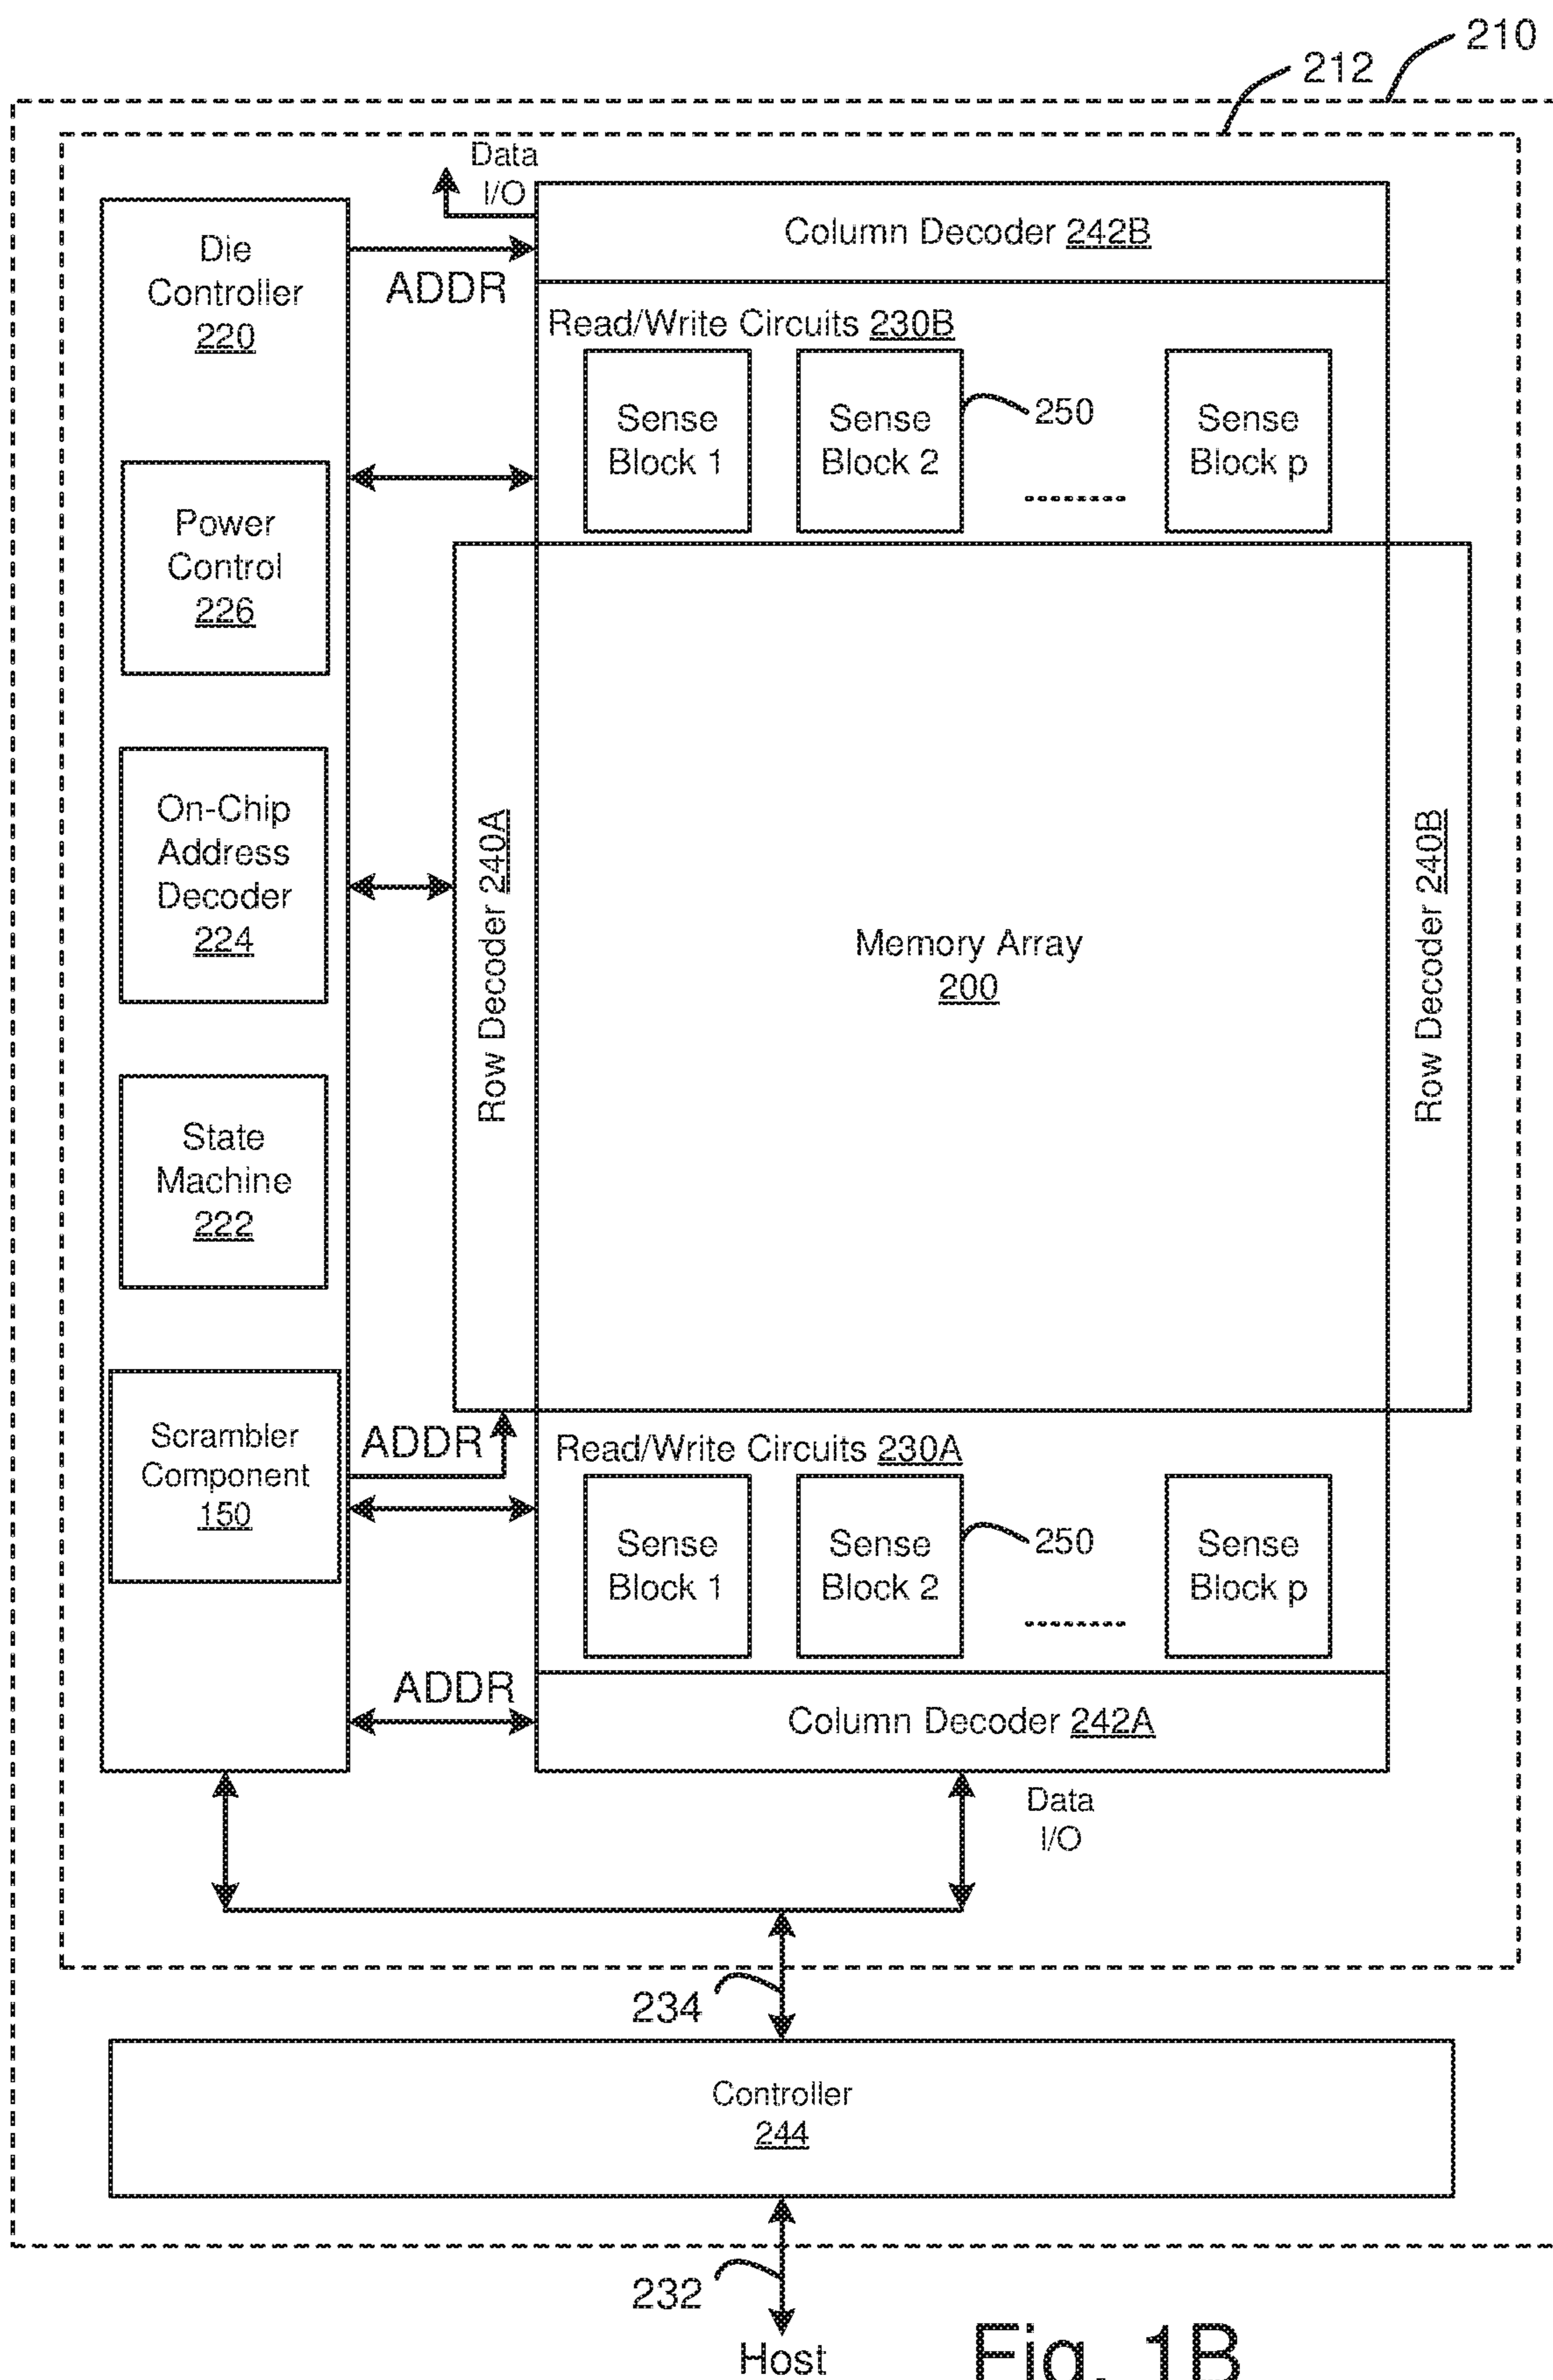 210
212
Data
I/O
Die
Controller
220
ADDR
Column Decoder 242B
Read/Write Circuits 230B
Sense
Block 1
Sense
Block 2
250
........
Sense
Block p
Power
Control
226
On-Chip
Address
Decoder
224
Row Decoder 240A
Memory Array
200
Row Decoder 240B
State
Machine
222
Scrambler
Component
150
ADDR
Read/Write Circuits 230A
Sense
Block 1
Sense
Block 2
250
........
Sense
Block p
ADDR
Column Decoder 242A
Data
I/O
234
Controller
244
232
Host
Fig. 1B